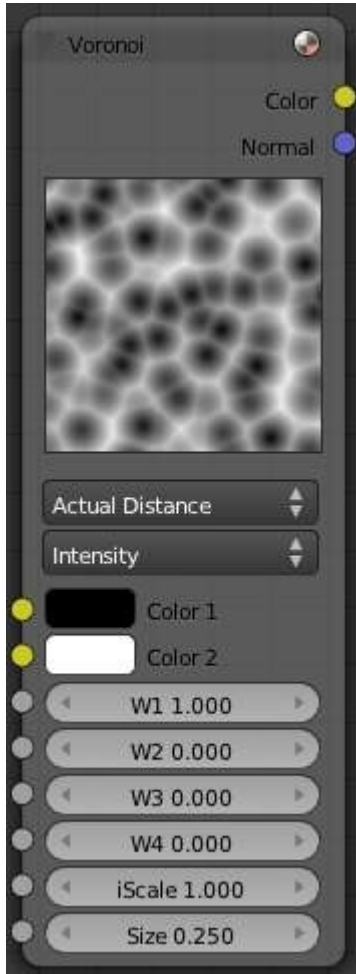 Voronoi
Color
Normal
Actual Distance
Intensity
Color 1
Color 2
W1 1.000
W2 0.000
W3 0.000
W4 0.000
iScale 1.000
Size 0.250